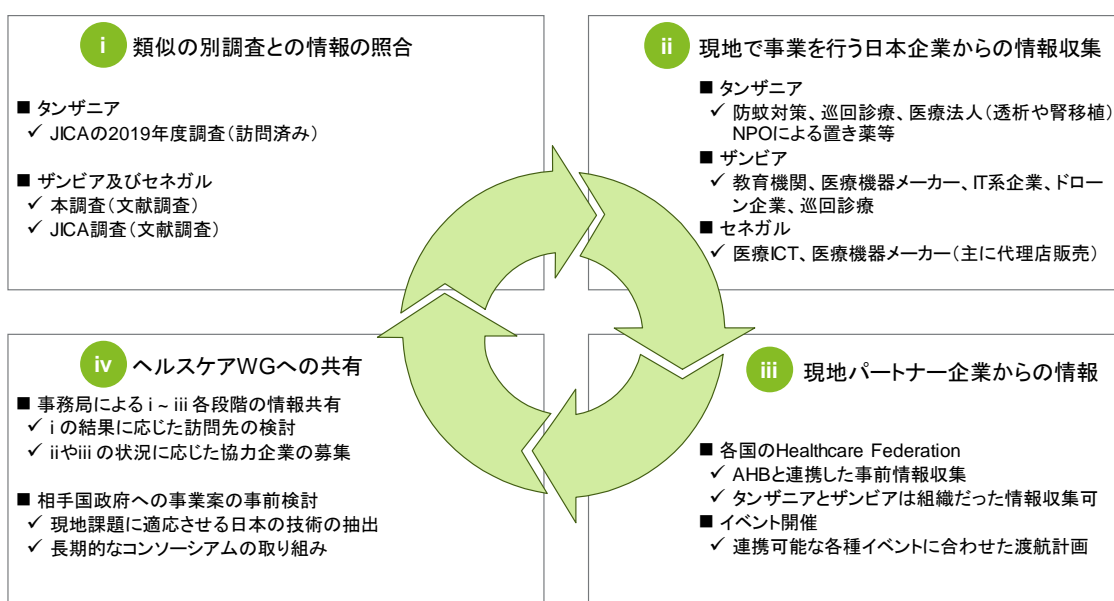 i
類似の別調査との情報の照合
■ タンザニア
✓ JICAの2019年度調査（訪問済み）
■ ザンビア及びセネガル
✓ 本調査（文献調査）
✓ JICA調査（文献調査）
ii
現地で事業を行う日本企業からの情報収集
■ タンザニア
✓ 防蚊対策、巡回診療、医療法人（透析や腎移植）
NPOによる置き薬等
■ ザンビア
✓ 教育機関、医療機器メーカー、IT系企業、ドロー
ン企業、巡回診療
■ セネガル
✓ 医療ICT、医療機器メーカー（主に代理店販売）
iii
現地パートナー企業からの情報
■ 各国のHealthcare Federation
✓ AHBと連携した事前情報収集
✓ タンザニアとザンビアは組織だった情報収集可
■ イベント開催
✓ 連携可能な各種イベントに合わせた渡航計画
iv
ヘルスケアWGへの共有
■ 事務局による i ~ iii 各段階の情報共有
✓ i の結果に応じた訪問先の検討
✓ iiやiii の状況に応じた協力企業の募集
■ 相手国政府への事業案の事前検討
✓ 現地課題に適応させる日本の技術の抽出
✓ 長期的なコンソーシアムの取り組み